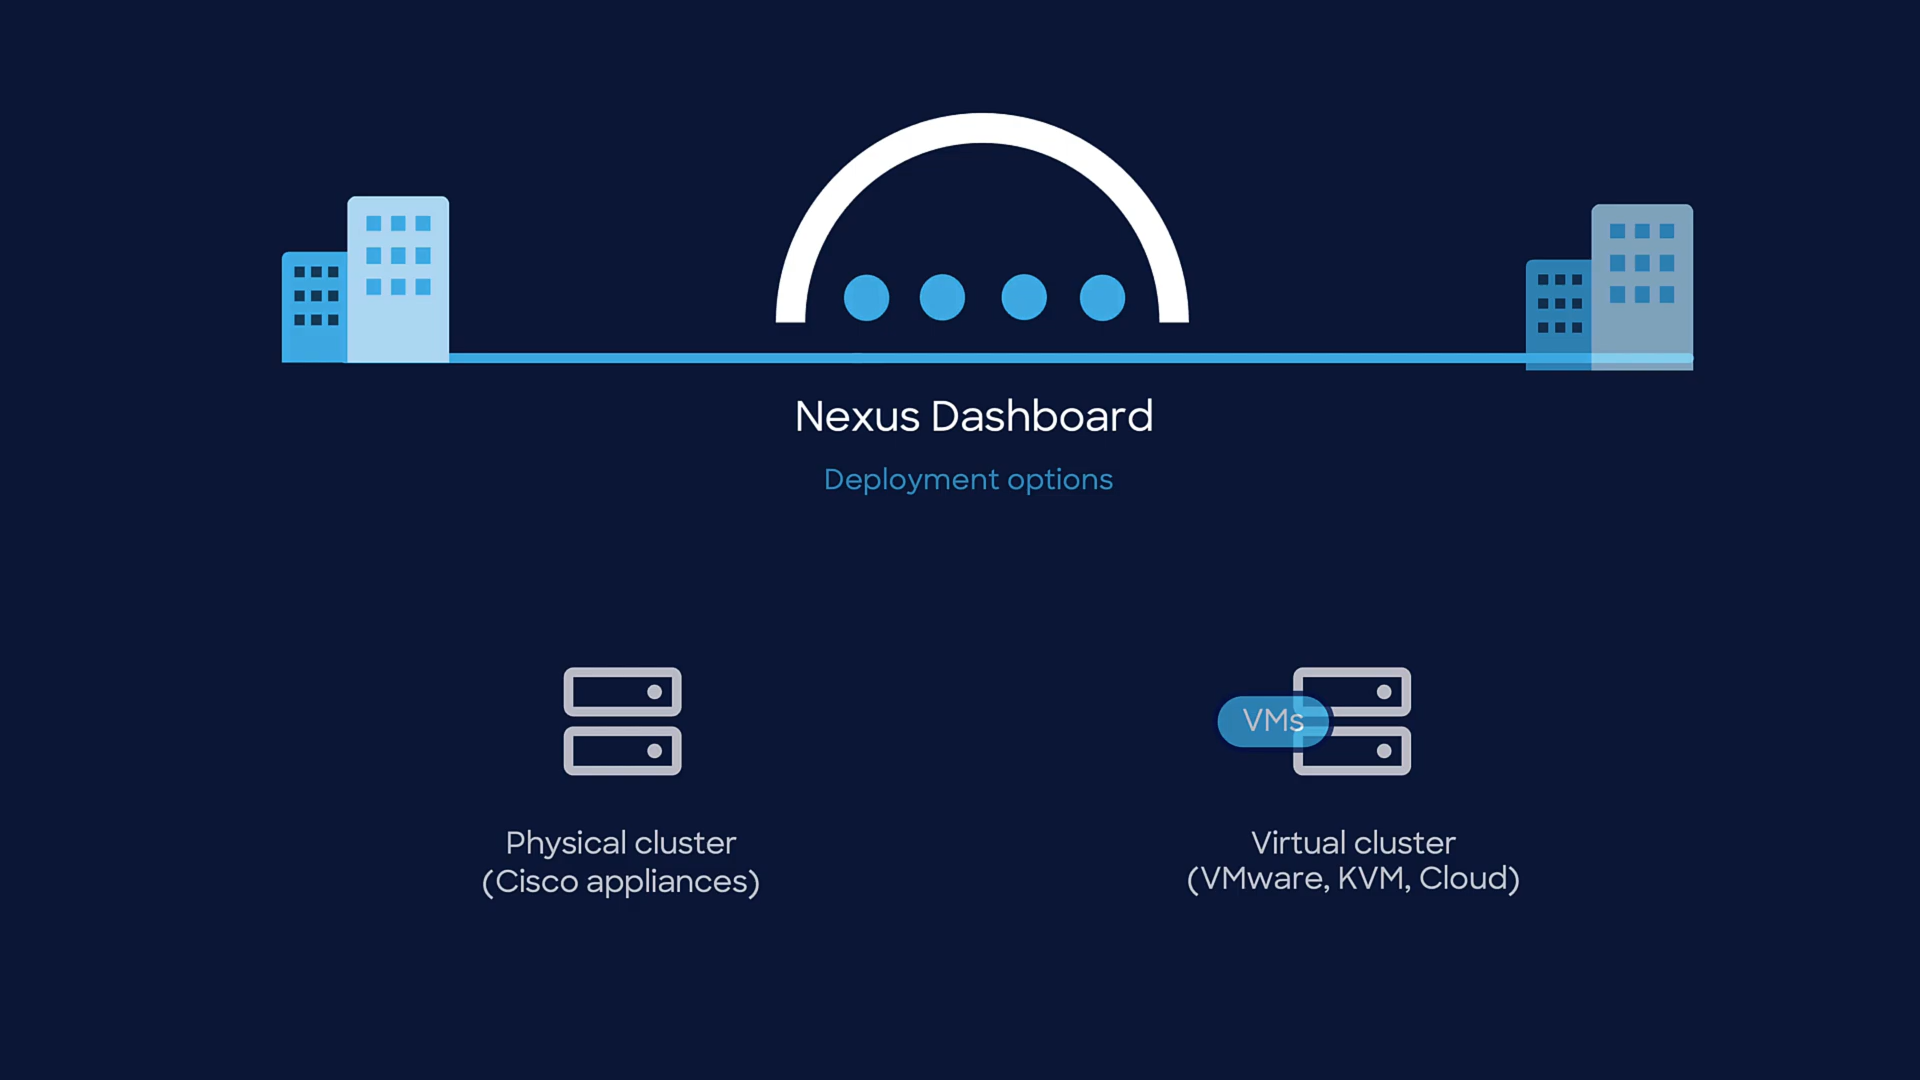 Nexus Dashboard
Deployment options
VMs
Physical cluster
(Cisco appliances)
Virtual cluster
(VMware, KVM, Cloud)